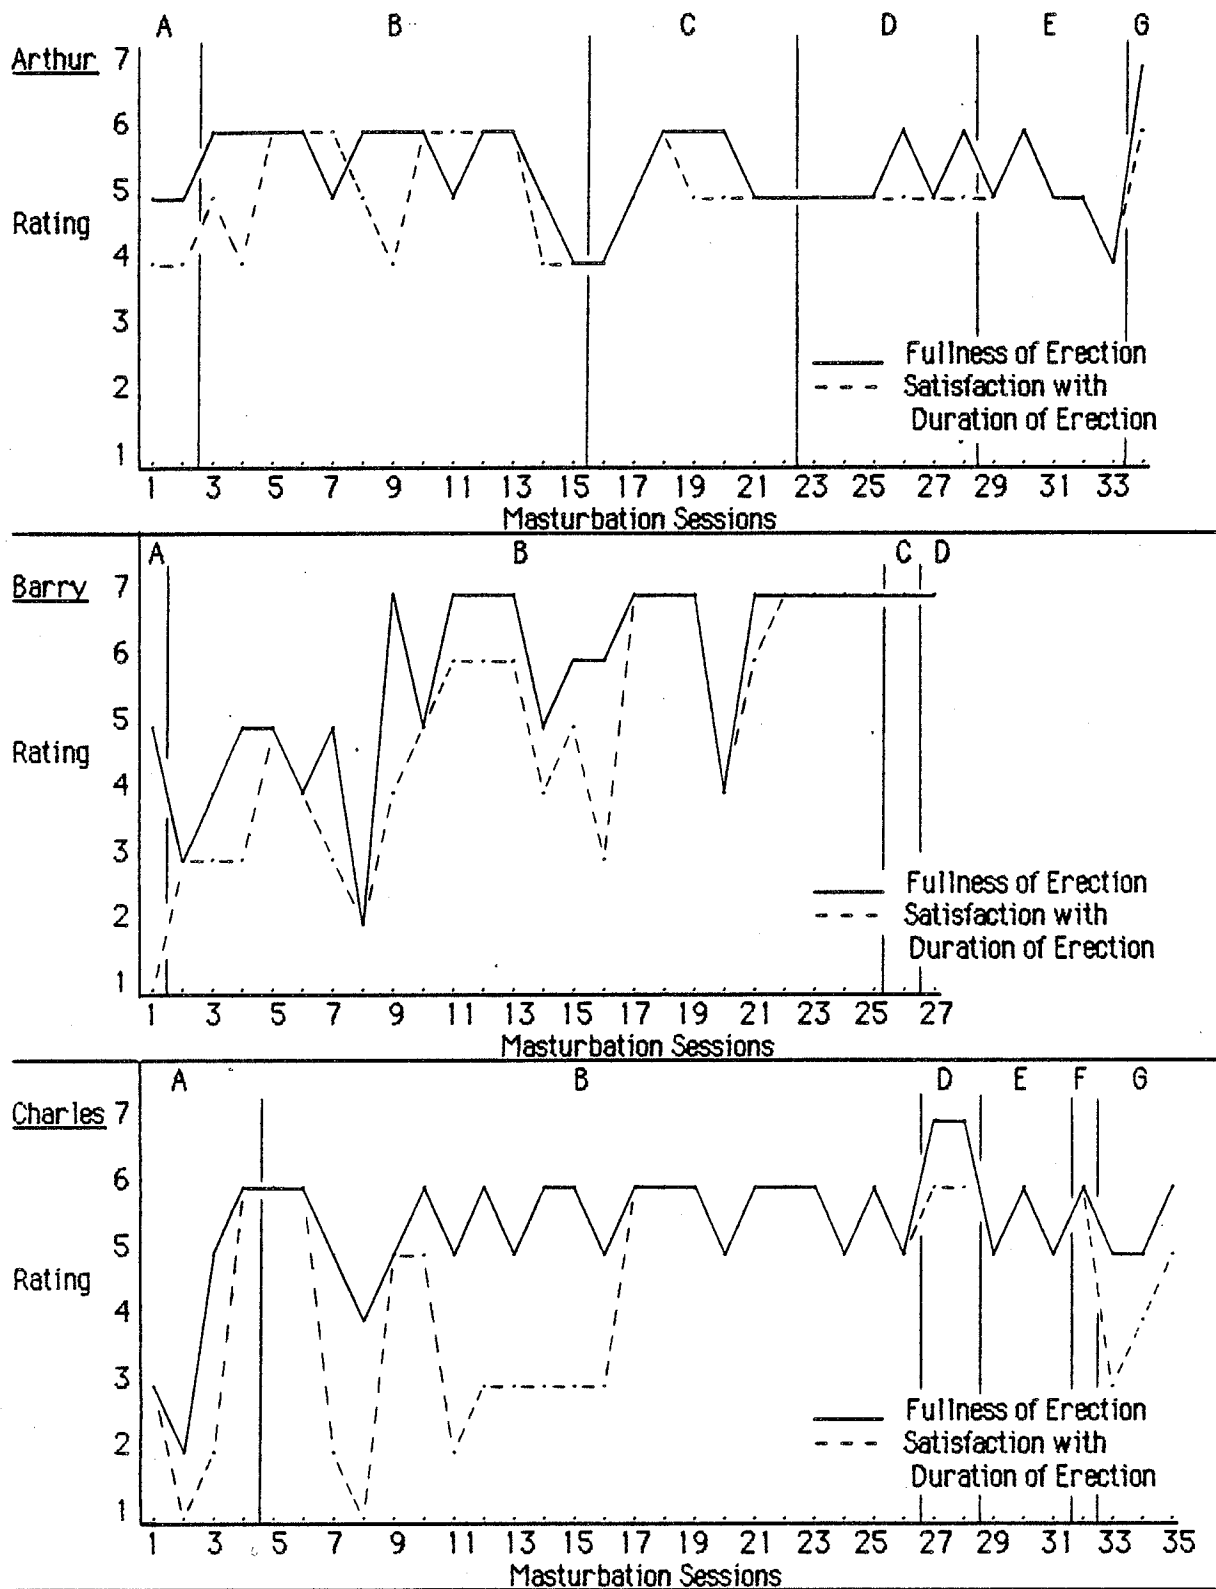 A B C D E G
Arthur 7
6
5
Rating
4
3
Fullness of Erection
2 Satisfaction with
Duration of Erection
1
1 3 5 7 9 11 13 15 17 19 21 23 25 27 29 31 33
Masturbation Sessions
A B C D
Barry 7
6
5
Rating
4
3
Fullness of Erection
2 Satisfaction with
Duration of Erection
1
1 3 5 7 9 11 13 15 17 19 21 23 25 27
Masturbation Sessions
A B D E F G
Charles 7
6
5
Rating
4
3
Fullness of Erection
2 Satisfaction with
Duration of Erection
1
1 3 5 7 9 11 13 15 17 19 21 23 25 27 29 31 33 35
Masturbation Sessions